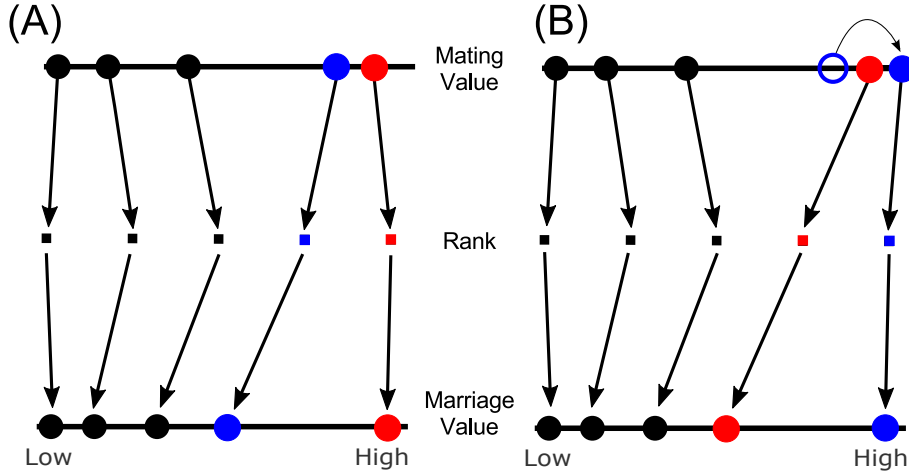 (A)
(B)
Mating
Value
Rank
Marriage
Value
Low
High
Low
High